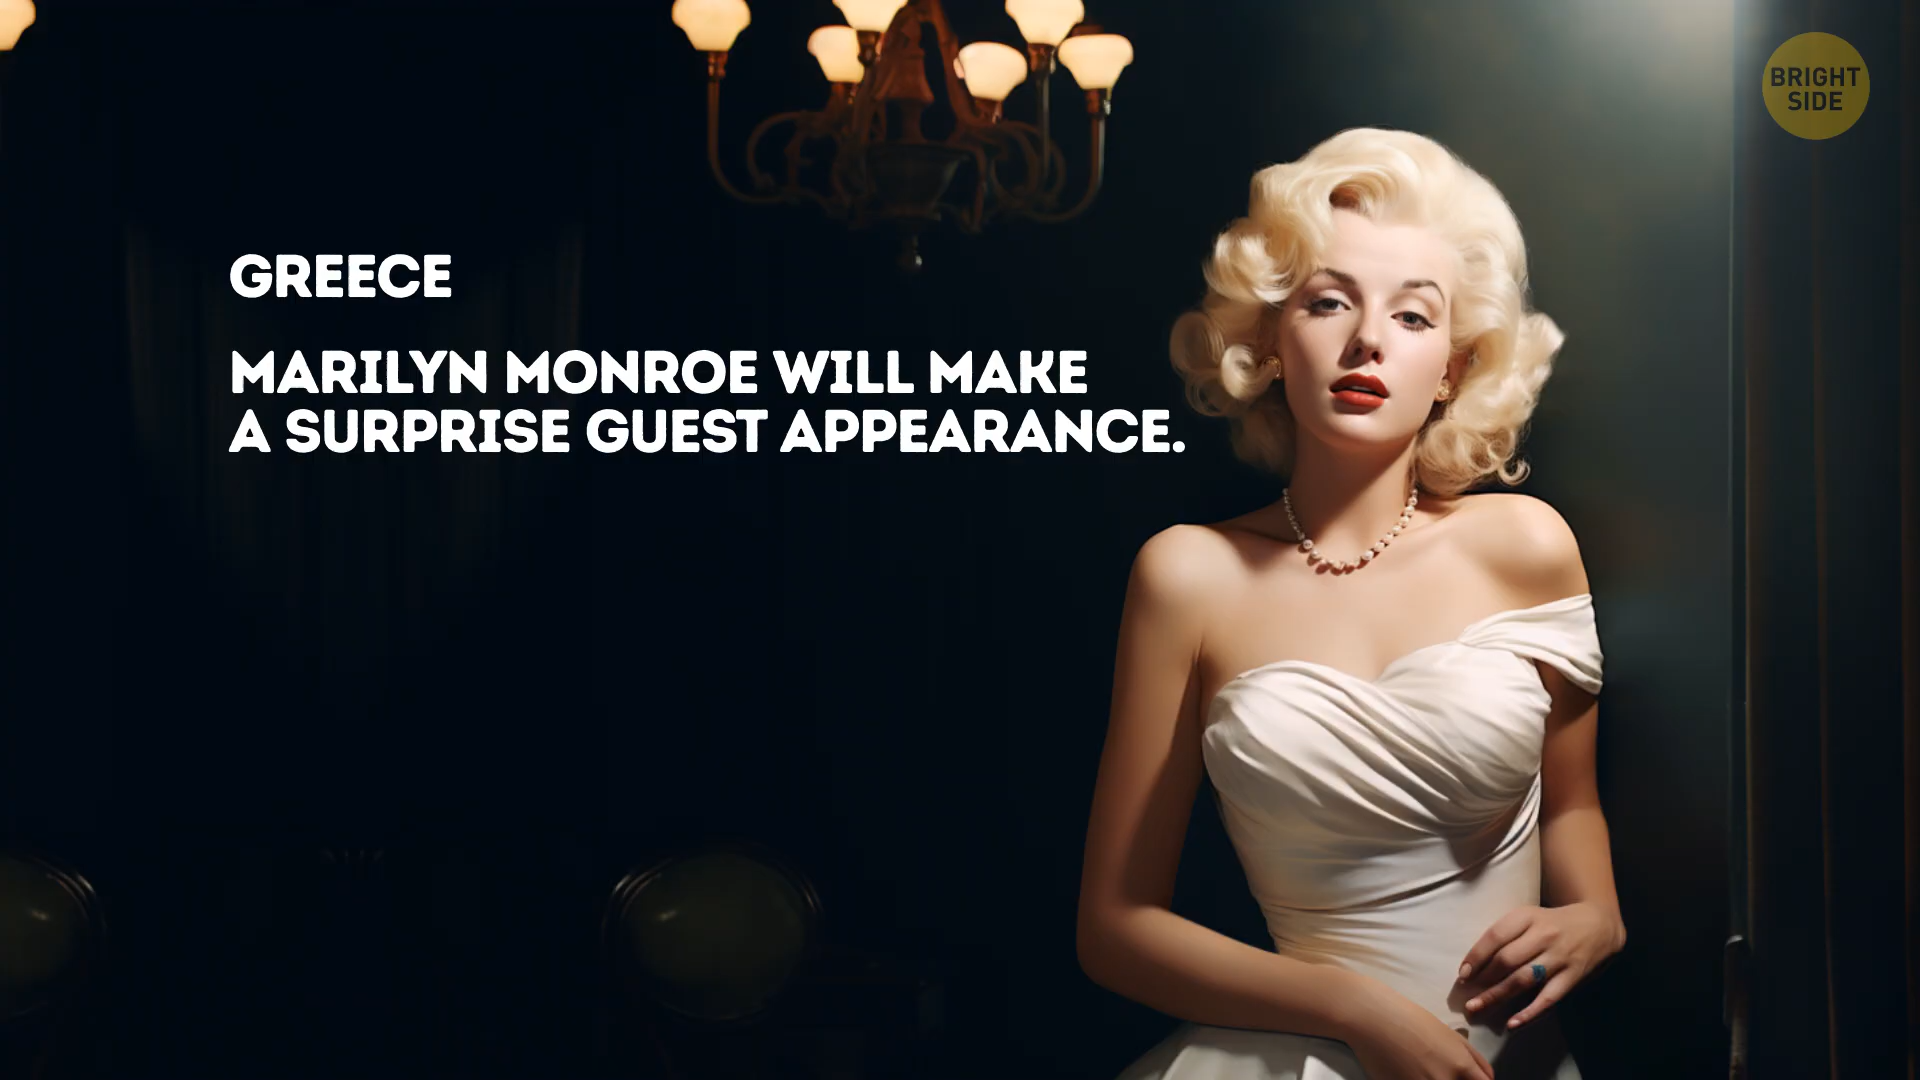 BRIGHT
SIDE
GREECE
MARILYN MONROE WILL MAKE
A SURPRISE GUEST APPEARANCE.